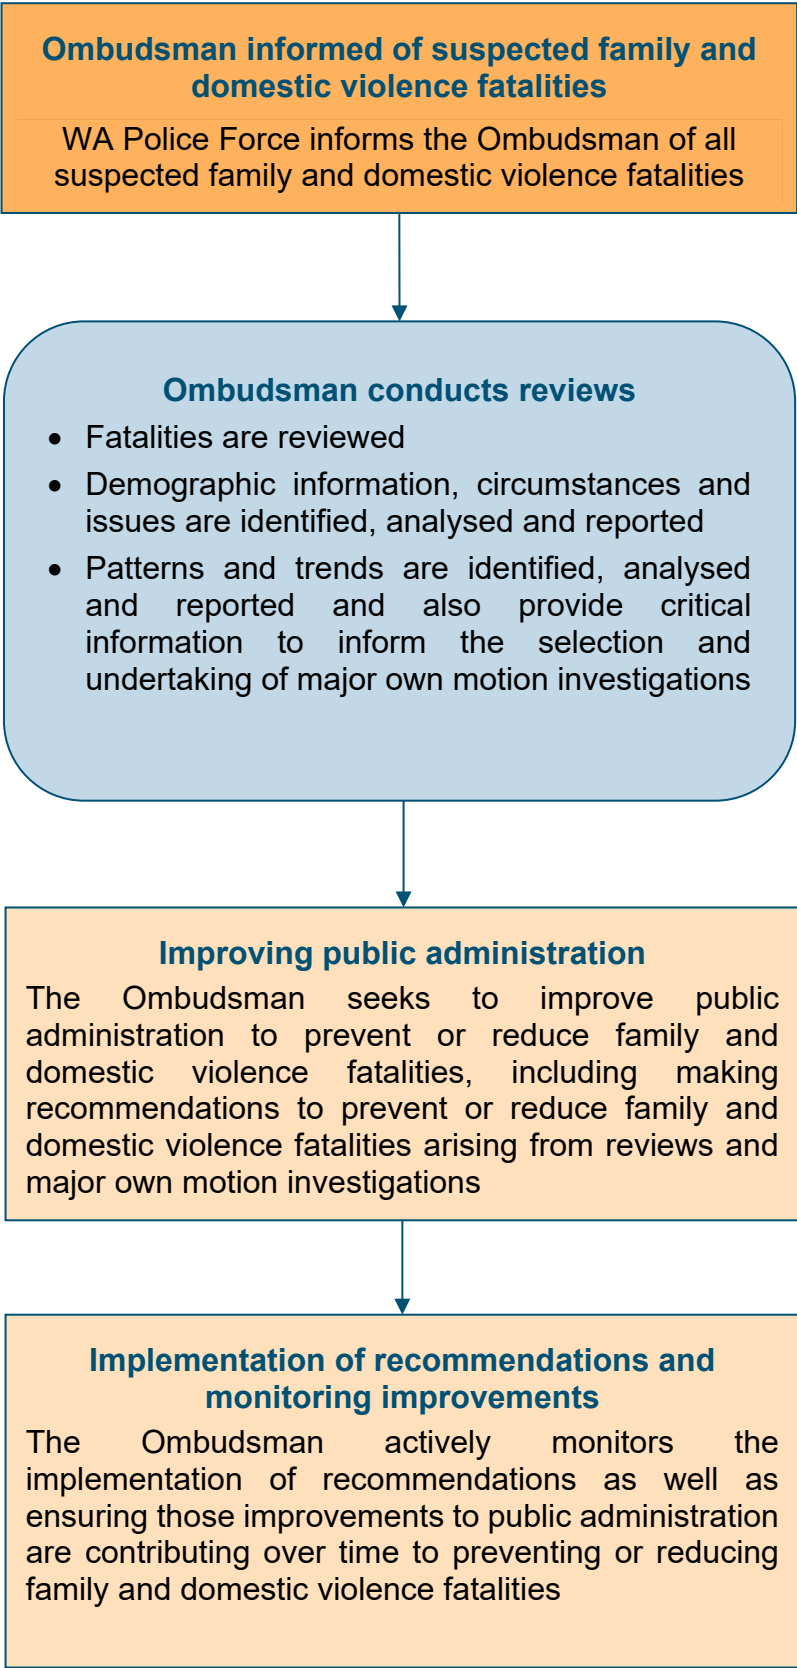 Ombudsman informed of suspected family and
domestic violence fatalities
WA Police Force informs the Ombudsman of all
suspected family and domestic violence fatalities
Ombudsman conducts reviews
• Fatalities are reviewed
• Demographic information, circumstances and
issues are identified, analysed and reported
• Patterns and trends are identified, analysed
and reported and also provide critical
information to inform the selection and
undertaking of major own motion investigations
Improving public administration
The Ombudsman seeks to improve public
administration to prevent or reduce family and
domestic violence fatalities, including making
recommendations to prevent or reduce family and
domestic violence fatalities arising from reviews and
major own motion investigations
Implementation of recommendations and
monitoring improvements
The Ombudsman actively monitors the
implementation of recommendations as well as
ensuring those improvements to public administration
are contributing over time to preventing or reducing
family and domestic violence fatalities